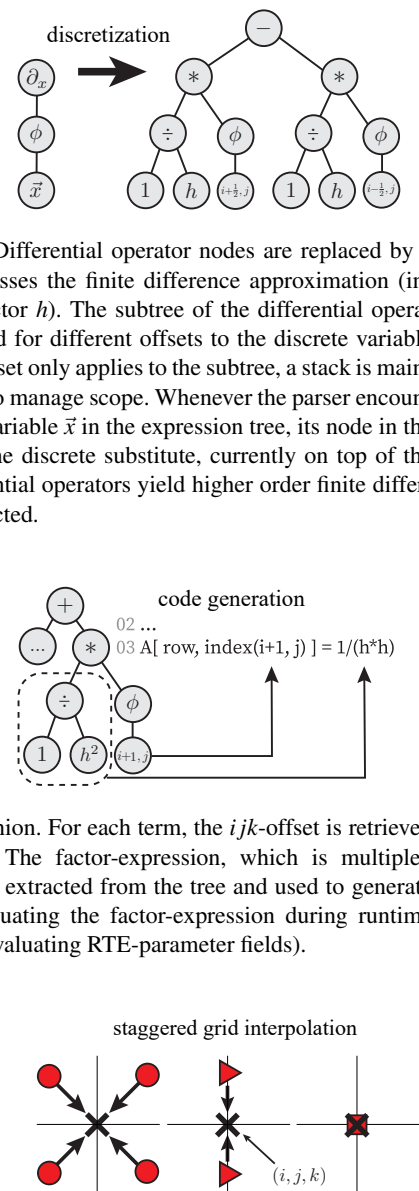 discretization
∂ₓ
−
*
*
ϕ
÷
ϕ
÷
ϕ
x⃗
1
h
i+½,j
1
h
i−½,j
Differential operator nodes are replaced by
sses the finite difference approximation (in
ctor h). The subtree of the differential opera
d for different offsets to the discrete variabl
set only applies to the subtree, a stack is main
o manage scope. Whenever the parser encoun
ariable x⃗ in the expression tree, its node in th
ne discrete substitute, currently on top of th
ntial operators yield higher order finite differ
cted.
code generation
+
...
*
02 ...
03 A[ row, index(i+1, j) ] = 1/(h*h)
÷
ϕ
1
h²
i+1,j
nion. For each term, the ijk-offset is retrieve
The factor-expression, which is multiple
extracted from the tree and used to generat
uating the factor-expression during runtim
valuating RTE-parameter fields).
staggered grid interpolation
(i, j, k)